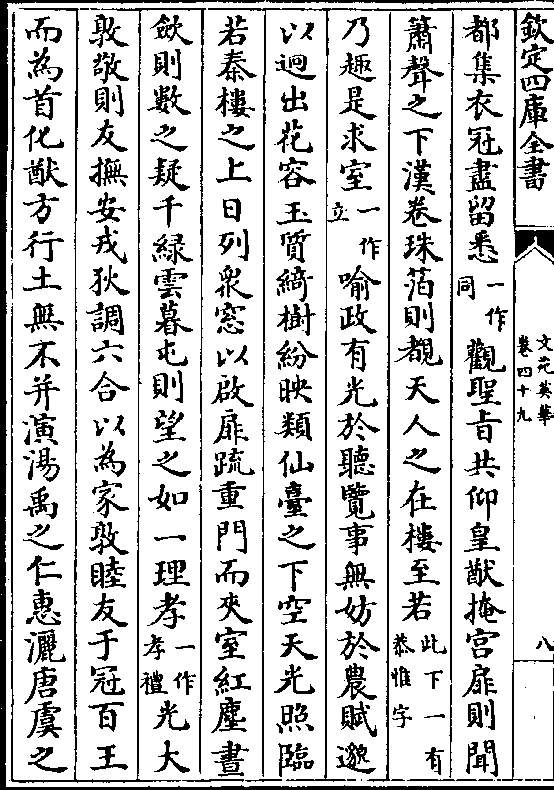 欽定四庫全書
文苑英華
卷四十九
八
都集衣冠盡留悉一作同觀聖旨共仰皇猷掩宮扉則聞
簫聲之下漢卷珠箔則覩天人之在樓至若此下一有恭惟字
乃趣是求室一作立喻政有光於聽覽事無妨於農賦邈
以迥出花容玉質綺樹紛映類仙臺之下空天光照臨
若秦樓之上日列衆窓以啟扉疏重門而夾室紅塵晝
歛則數之疑千綠雲暮屯則望之如一理孝一作孝禮光大
敦敬則友撫安戎狄調六合以為家敦睦友于冠百王
而為首化猷方行土無不并演湯禹之仁惠灑唐虞之